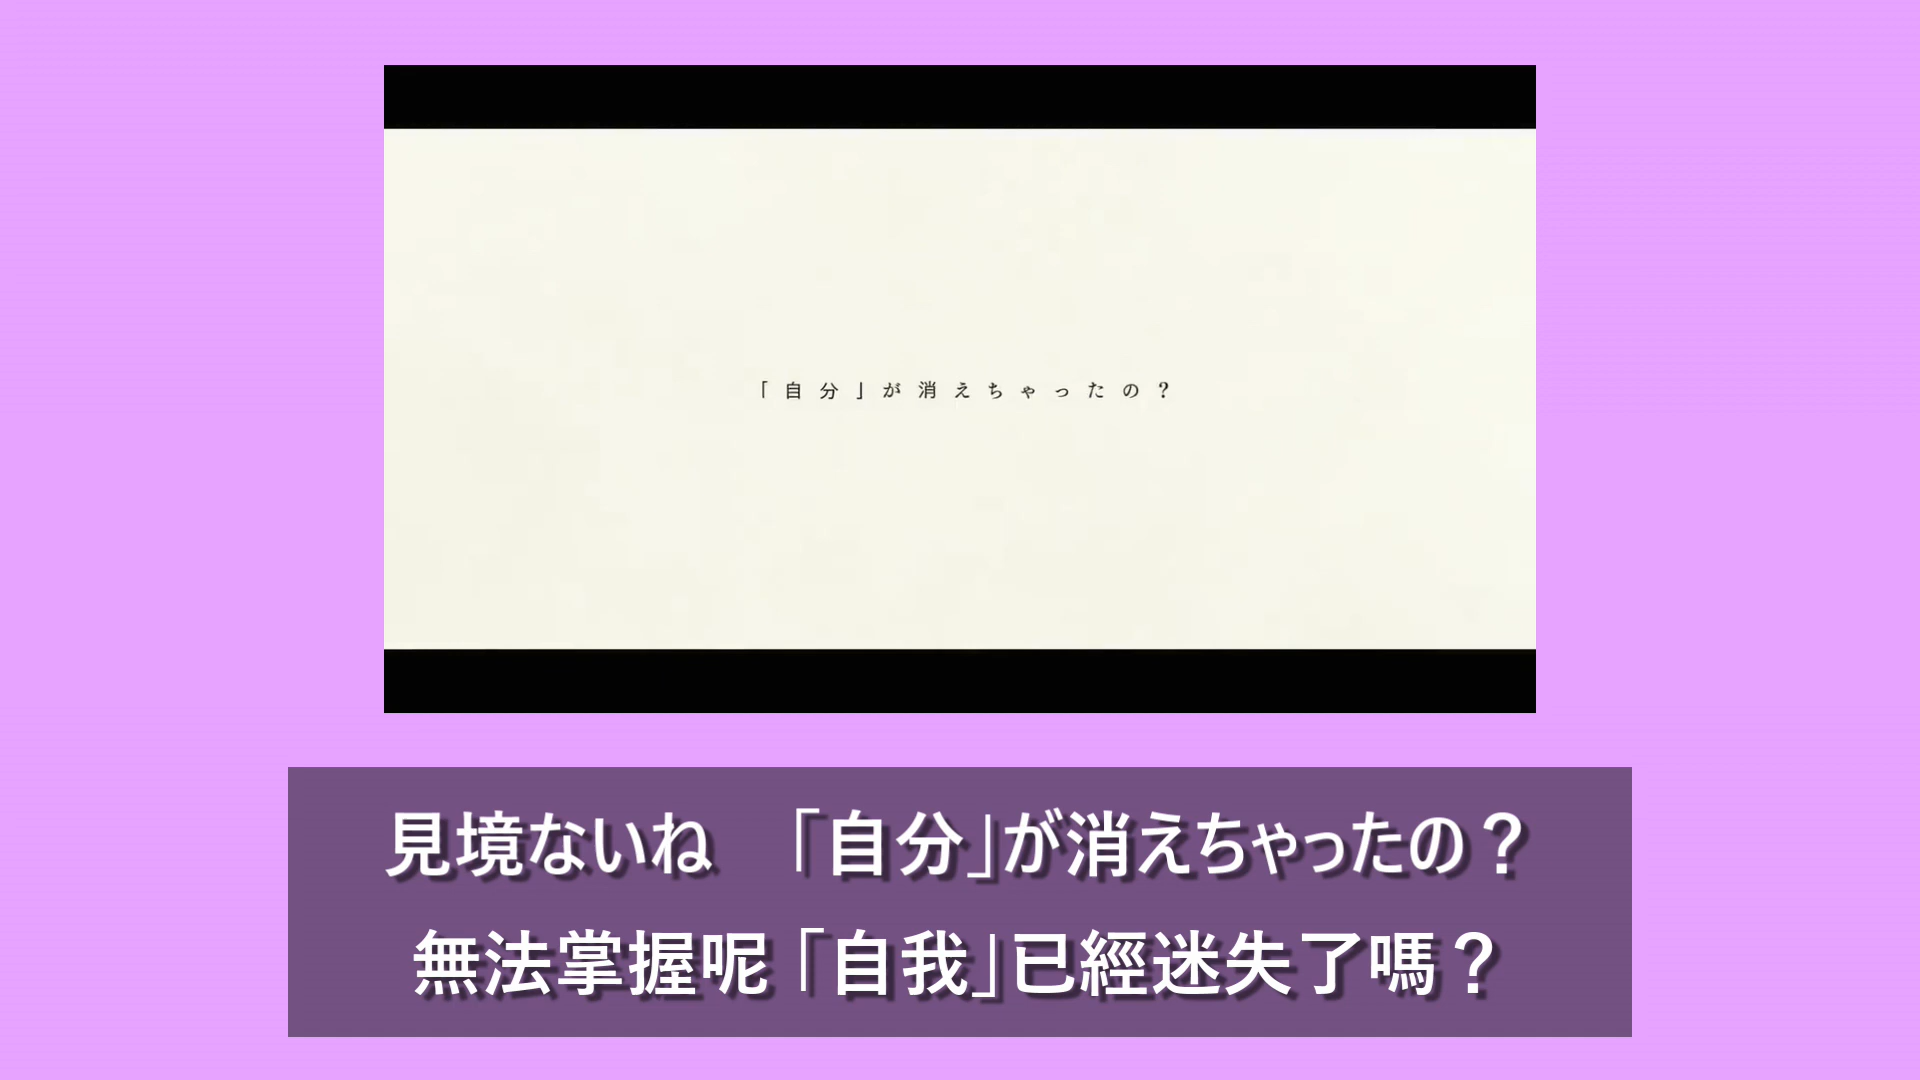 「自分」が消えちゃったの？
見境ないね　「自分」が消えちゃったの？
無法掌握呢「自我」已經迷失了嗎？